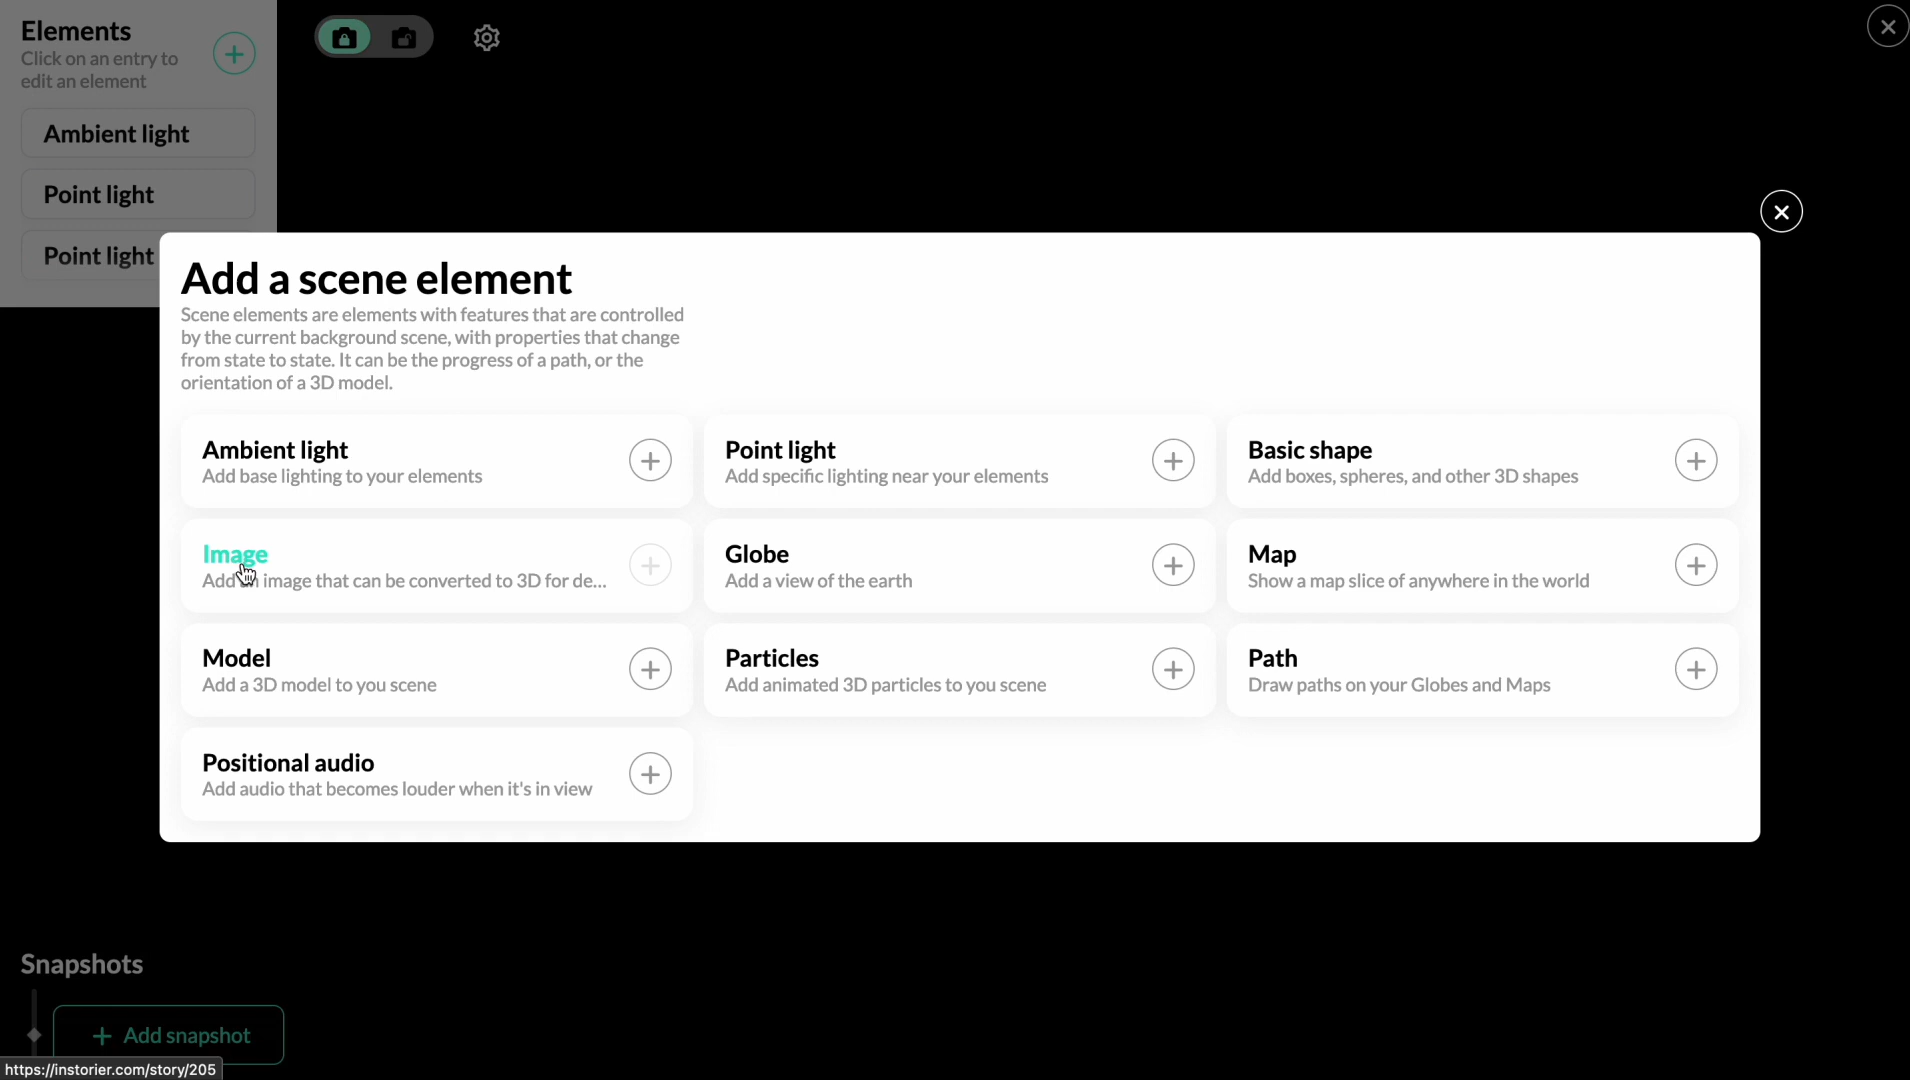 Elements
Click on an entry to
edit an element
Ambient light
Point light
Point light
Add a scene element
Scene elements are elements with features that are controlled
by the current background scene, with properties that change
from state to state. It can be the progress of a path, or the
orientation of a 3D model.
Ambient light
Add base lighting to your elements
Point light
Add specific lighting near your elements
Basic shape
Add boxes, spheres, and other 3D shapes
Image
Add an image that can be converted to 3D for de...
Globe
Add a view of the earth
Map
Show a map slice of anywhere in the world
Model
Add a 3D model to you scene
Particles
Add animated 3D particles to you scene
Path
Draw paths on your Globes and Maps
Positional audio
Add audio that becomes louder when it's in view
Snapshots
+ Add snapshot
https://instorier.com/story/205